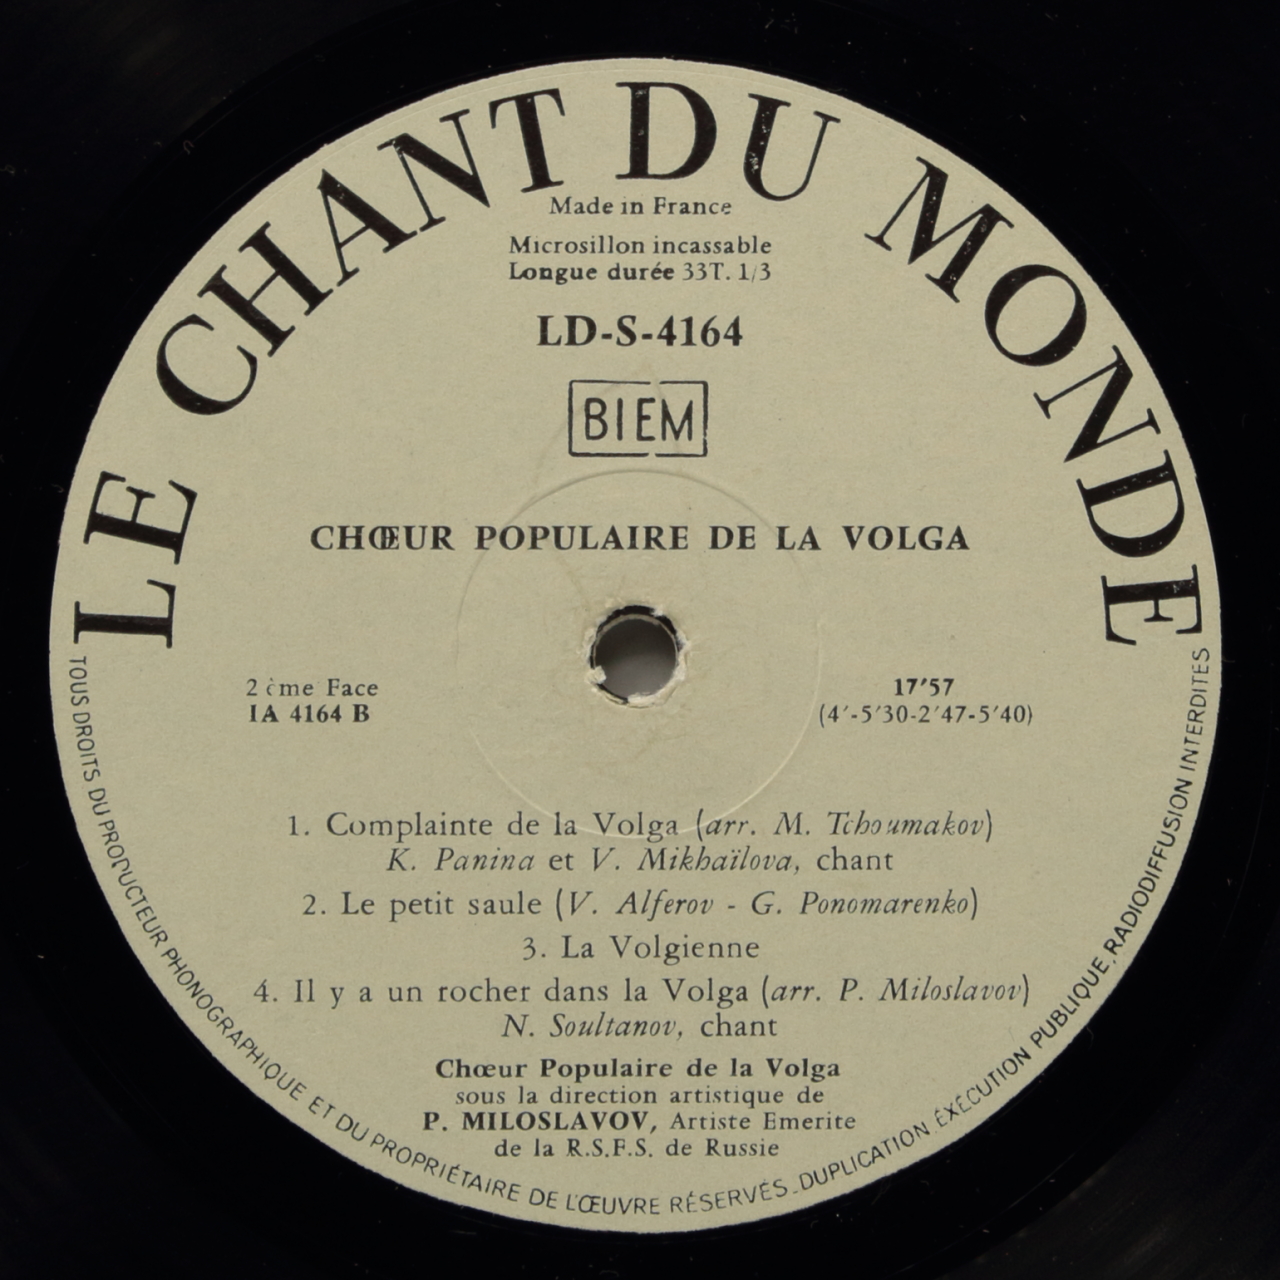 LE CHANT DU MONDE
Made in France
Microsillon incassable
Longue durée 33T. 1/3
LD-S-4164
BIEM
CHŒUR POPULAIRE DE LA VOLGA
2 ème Face
IA 4164 B
17'57
(4'-5'30-2'47-5'40)
1. Complainte de la Volga (arr. M. Tchoumakov)
K. Panina et V. Mikhaïlova, chant
2. Le petit saule (V. Alferov - G. Ponomarenko)
3. La Volgienne
4. Il y a un rocher dans la Volga (arr. P. Miloslavov)
N. Soultanov, chant
Chœur Populaire de la Volga
sous la direction artistique de
P. MILOSLAVOV, Artiste Emerite
de la R.S.F.S. de Russie
TOUS DROITS DU PRODUCTEUR PHONOGRAPHIQUE ET DU PROPRIÉTAIRE DE L'ŒUVRE RÉSERVÉS_DUPLICATION ÉXÉCUTION PUBLIQUE, RADIODIFFUSION INTERDITES